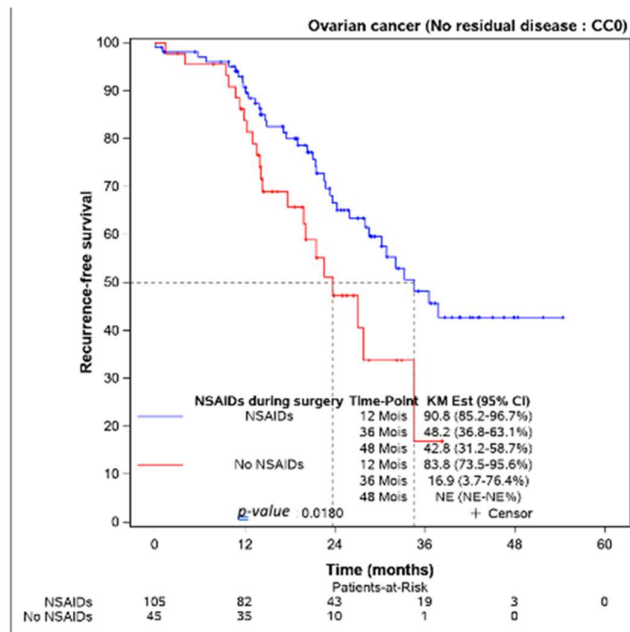 Ovarian cancer (No residual disease : CC0)
100
90
80
70
60
50
40
30
20
10
0
Recurrence-free survival
NSAIDs during surgery Time-Point KM Est (95% CI)
NSAIDs 12 Mois 90.8 (85.2-96.7%)
36 Mois 48.2 (36.8-63.1%)
48 Mois 42.8 (31.2-58.7%)
No NSAIDs 12 Mois 83.8 (73.5-95.6%)
36 Mois 16.9 (3.7-76.4%)
48 Mois NE (NE-NE%)
p-value : 0.0180 + Censor
0 12 24 36 48 60
Time (months)
Patients-at-Risk
NSAIDs 105 82 43 19 3 0
No NSAIDs 45 35 10 1 0